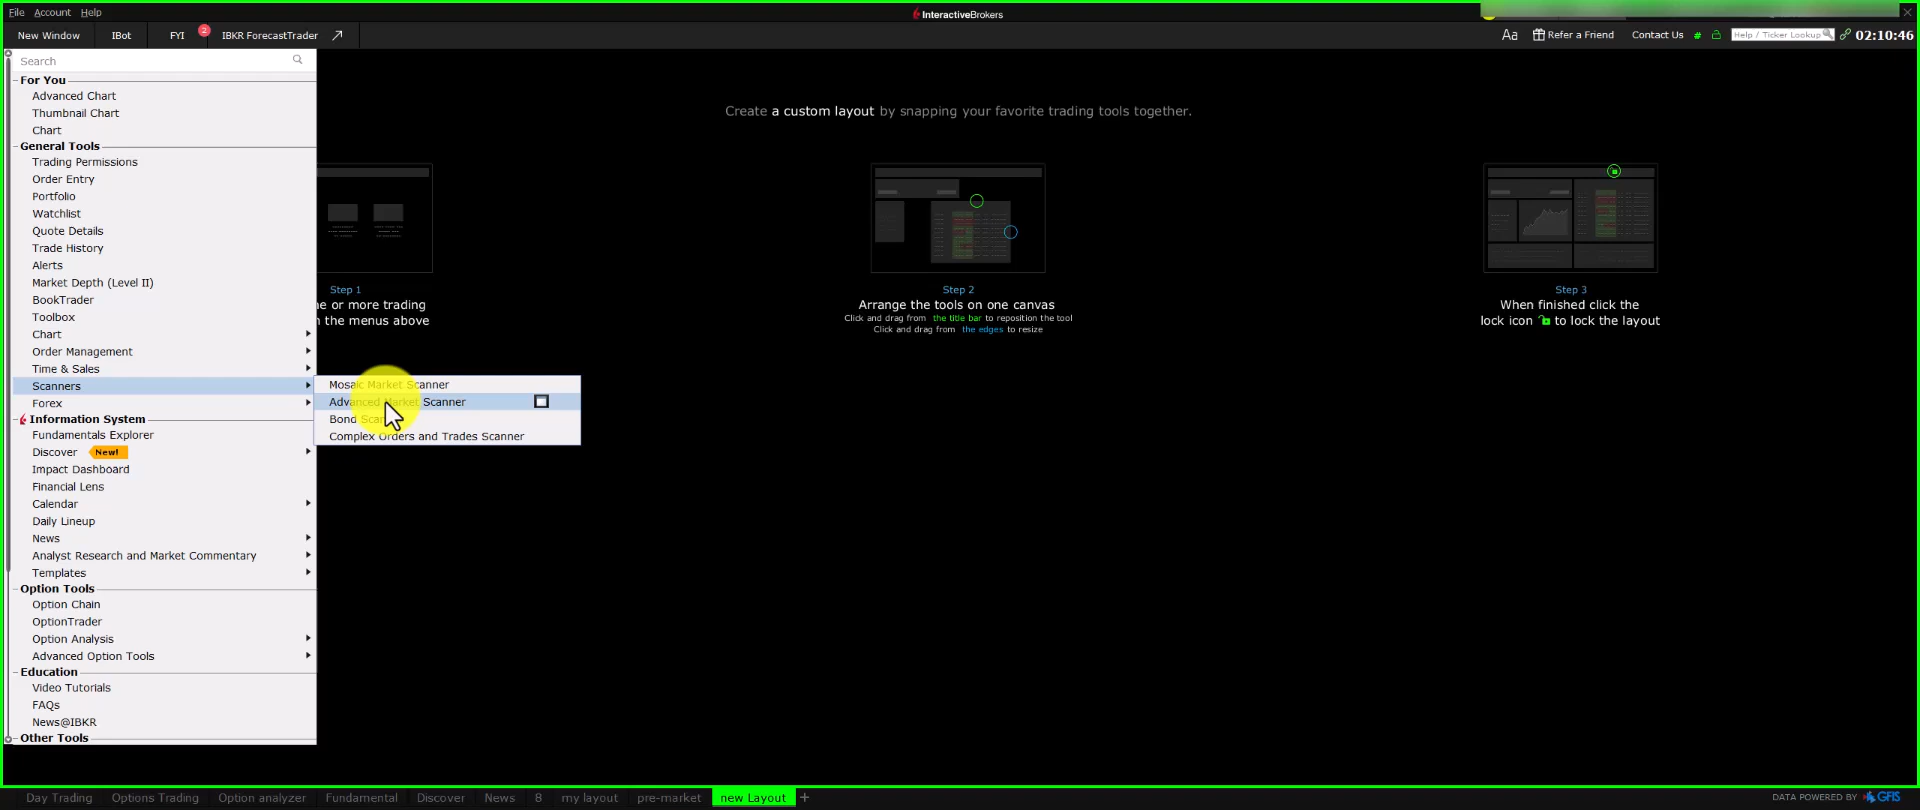 File Account Help
InteractiveBrokers
New Window IBot FYI 2 IBKR ForecastTrader
Aa Refer a Friend Contact Us # Help / Ticker Lookup 02:10:46
Search
For You
Advanced Chart
Thumbnail Chart
Chart
General Tools
Trading Permissions
Order Entry
Portfolio
Watchlist
Quote Details
Trade History
Alerts
Market Depth (Level II)
BookTrader
Toolbox
Chart
Order Management
Time & Sales
Scanners
Forex
Information System
Fundamentals Explorer
Discover New!
Impact Dashboard
Financial Lens
Calendar
Daily Lineup
News
Analyst Research and Market Commentary
Templates
Option Tools
Option Chain
OptionTrader
Option Analysis
Advanced Option Tools
Education
Video Tutorials
FAQs
News@IBKR
Other Tools
Mosaic Market Scanner
Advanced Market Scanner
Bond
Complex Orders and Trades Scanner
Create a custom layout by snapping your favorite trading tools together.
Step 1
or more trading
the menus above
Step 2
Arrange the tools on one canvas
Click and drag from the title bar to reposition the tool
Click and drag from the edges to resize
Step 3
When finished click the
lock icon to lock the layout
Day Trading Options Trading Option analyzer Fundamental Discover News 8 my layout pre-market new Layout +
DATA POWERED BY GFIS